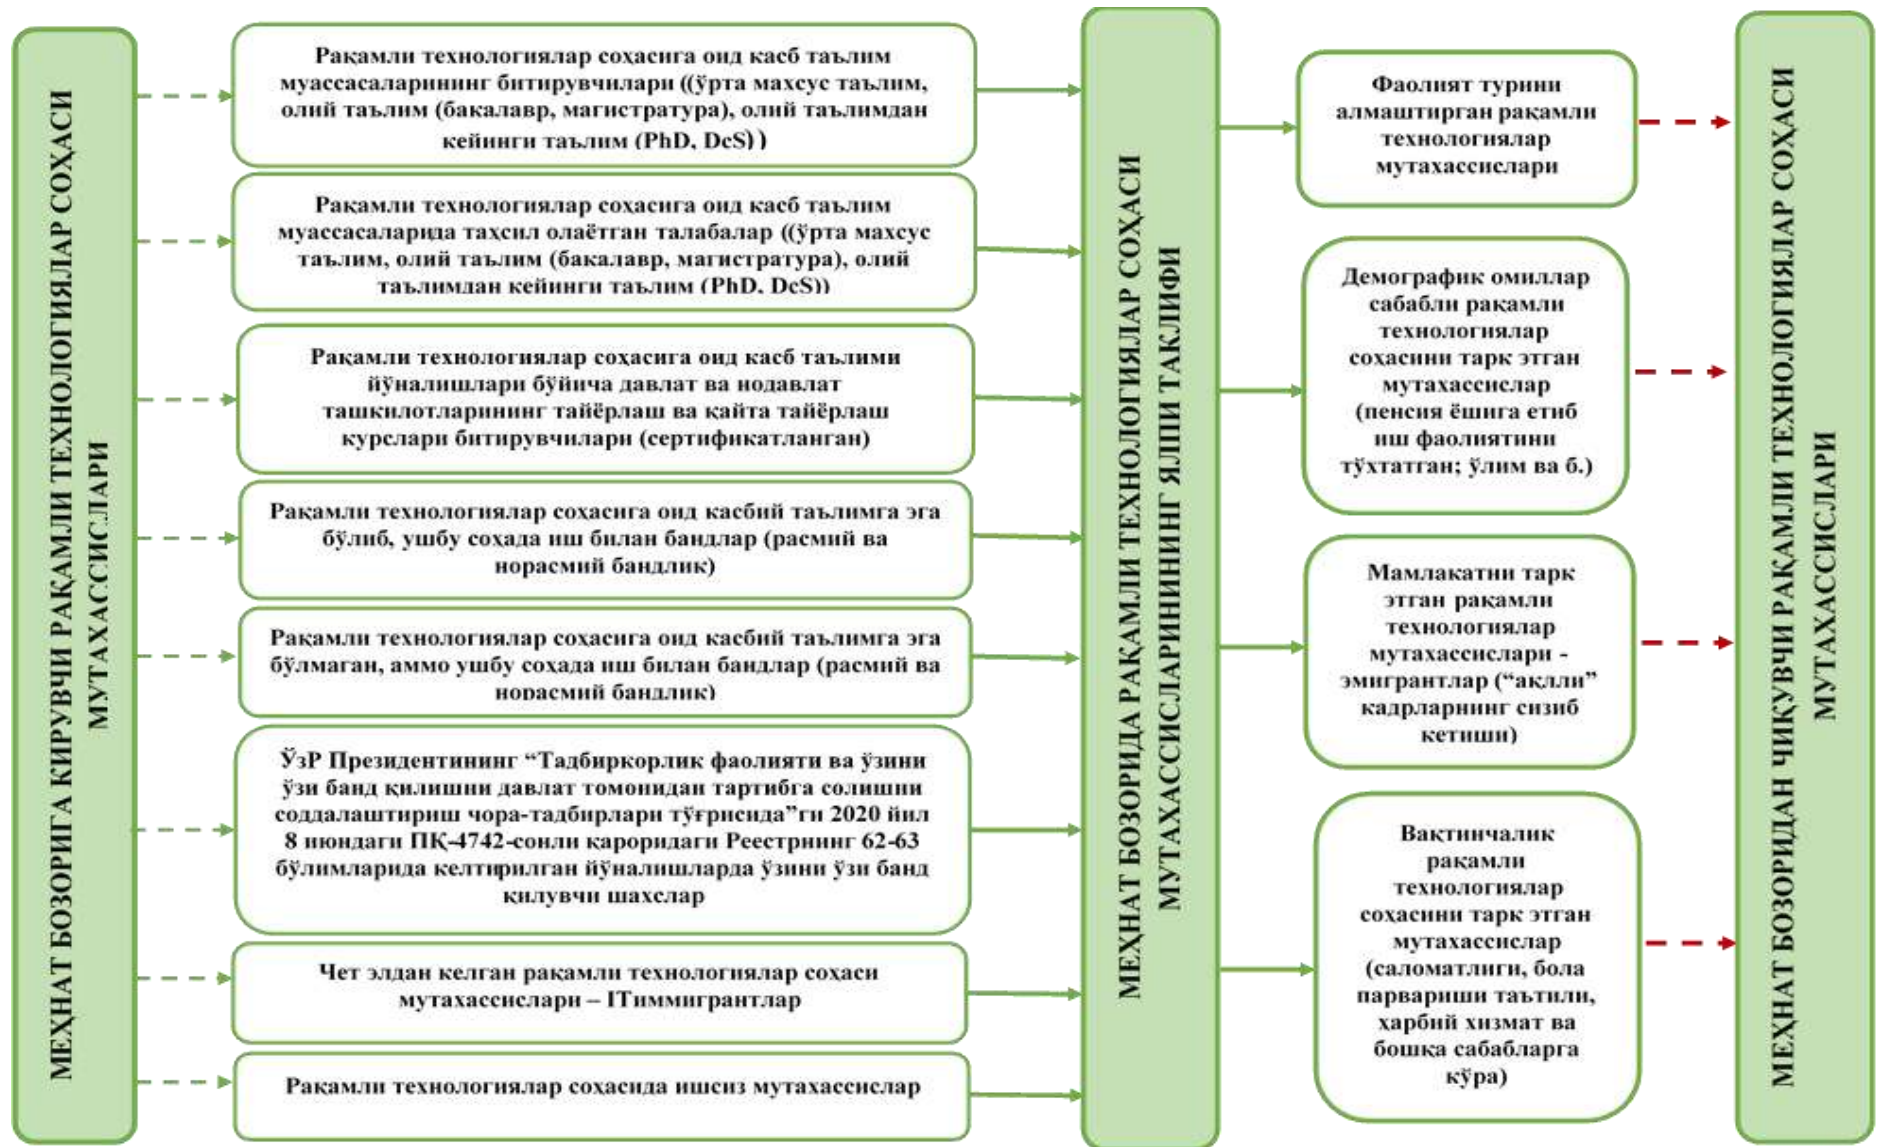 МЕҲНАТ БОЗОРИГА КИРУВЧИ РАҚАМЛИ ТЕХНОЛОГИЯЛАР СОҲАСИ
МУТАХАССИСЛАРИ
Рақамли технологиялар соҳасига оид касб таълим
муассасаларининг битирувчилари ((ўрта махсус таълим,
олий таълим (бакалавр, магистратура), олий таълимдан
кейинги таълим (PhD, DcS))
Рақамли технологиялар соҳасига оид касб таълим
муассасаларида таҳсил олаётган талабалар ((ўрта махсус
таълим, олий таълим (бакалавр, магистратура), олий
таълимдан кейинги таълим (PhD, DcS))
Рақамли технологиялар соҳасига оид касб таълими
йўналишлари бўйича давлат ва нодавлат
ташкилотларининг тайёрлаш ва қайта тайёрлаш
курслари битирувчилари (сертификатланган)
Рақамли технологиялар соҳасига оид касбий таълимга эга
бўлиб, ушбу соҳада иш билан бандлар (расмий ва
норасмий бандлик)
Рақамли технологиялар соҳасига оид касбий таълимга эга
бўлмаган, аммо ушбу соҳада иш билан бандлар (расмий ва
норасмий бандлик)
ЎзР Президентининг “Тадбиркорлик фаолияти ва ўзини
ўзи банд қилишни давлат томонидан тартибга солишни
соддалаштириш чора-тадбирлари тўғрисида”ги 2020 йил
8 июндаги ПҚ-4742-сонли қароридаги Реестрнинг 62-63
бўлимларида келтирилган йўналишларда ўзини ўзи банд
қилувчи шахслар
Чет элдан келган рақамли технологиялар соҳаси
мутахассислари – ITиммигрантлар
Рақамли технологиялар соҳасида ишсиз мутахассислар
МЕҲНАТ БОЗОРИДА РАҚАМЛИ ТЕХНОЛОГИЯЛАР СОҲАСИ
МУТАХАССИСЛАРИНИНГ ЯЛПИ ТАКЛИФИ
Фаолият турини
алмаштирган рақамли
технологиялар
мутахассислари
Демографик омиллар
сабабли рақамли
технологиялар
соҳасини тарк этган
мутахассислар
(пенсия ёшига етиб
иш фаолиятини
тўхтатган; ўлим ва б.)
Мамлакатни тарк
этган рақамли
технологиялар
мутахассислари -
эмигрантлар (“ақлли”
кадрларнинг сизиб
кетиши)
Вақтинчалик
рақамли
технологиялар
соҳасини тарк этган
мутахассислар
(саломатлиги, бола
парвариши таътили,
ҳарбий хизмат ва
бошқа сабабларга
кўра)
МЕҲНАТ БОЗОРИДАН ЧИҚУВЧИ РАҚАМЛИ ТЕХНОЛОГИЯЛАР СОҲАСИ
МУТАХАССИСЛАРИ